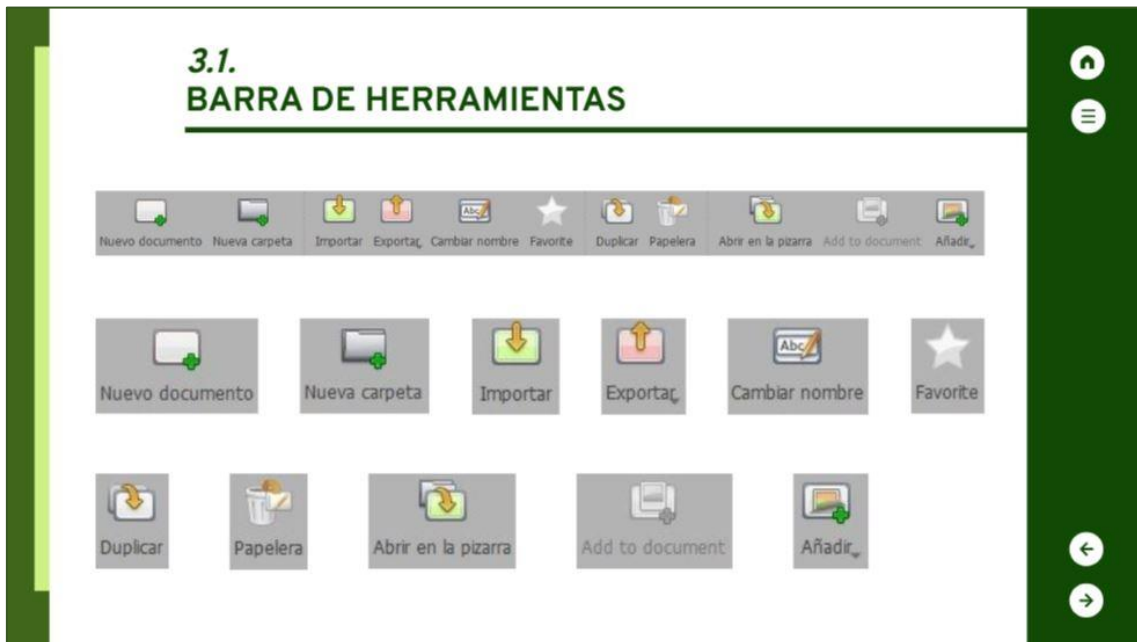 3.1.
BARRA DE HERRAMIENTAS
Nuevo documento Nueva carpeta Importar Exportar Cambiar nombre Favorite Duplicar Papelera Abrir en la pizarra Add to document Añadir
Nuevo documento Nueva carpeta Importar Exportar Abc Cambiar nombre Favorite
Duplicar Papelera Abrir en la pizarra Add to document Añadir